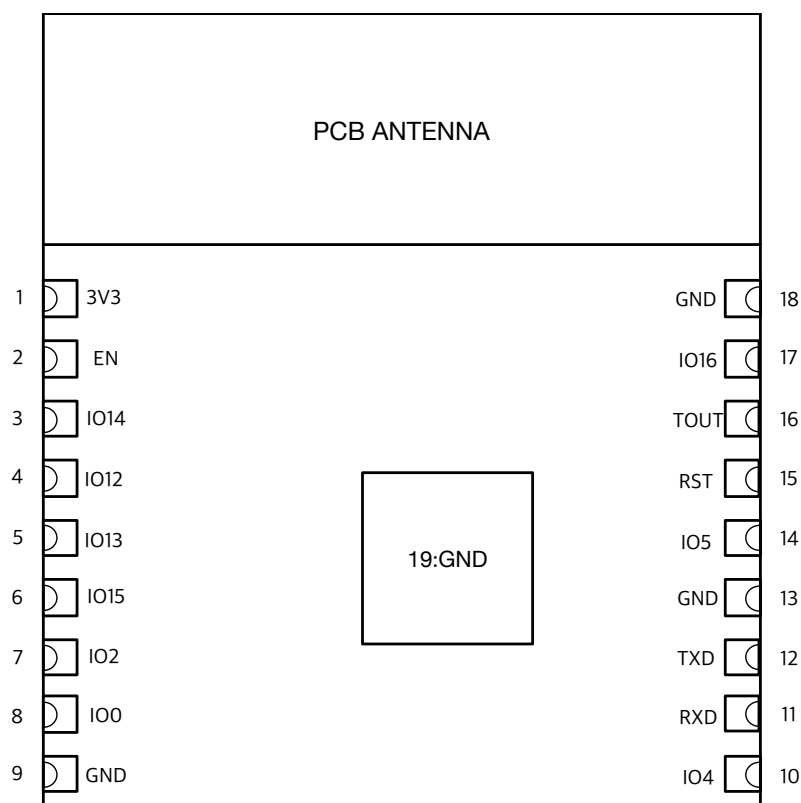 PCB ANTENNA
1 3V3 GND 18
2 EN IO16 17
3 IO14 TOUT 16
4 IO12 RST 15
5 IO13 IO5 14
19:GND
6 IO15 GND 13
7 IO2 TXD 12
8 IO0 RXD 11
9 GND IO4 10